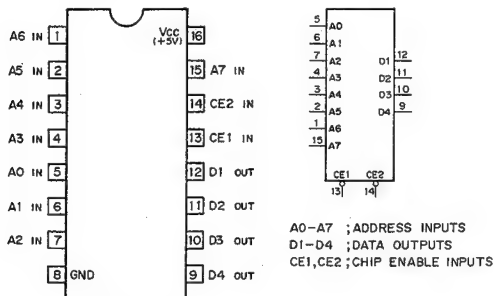 A6 IN 1
VCC
(+5V) 16
A5 IN 2
15 A7 IN
A4 IN 3
14 CE2 IN
A3 IN 4
13 CE1 IN
A0 IN 5
12 D1 OUT
A1 IN 6
11 D2 OUT
A2 IN 7
10 D3 OUT
8 GND
9 D4 OUT
5 A0
6 A1
7 A2 D1 12
4 A3 D2 11
3 A4 D3 10
2 A5 D4 9
1 A6
15 A7
CE1 CE2
13 14
A0-A7 ; ADDRESS INPUTS
D1-D4 ; DATA OUTPUTS
CE1, CE2 ; CHIP ENABLE INPUTS